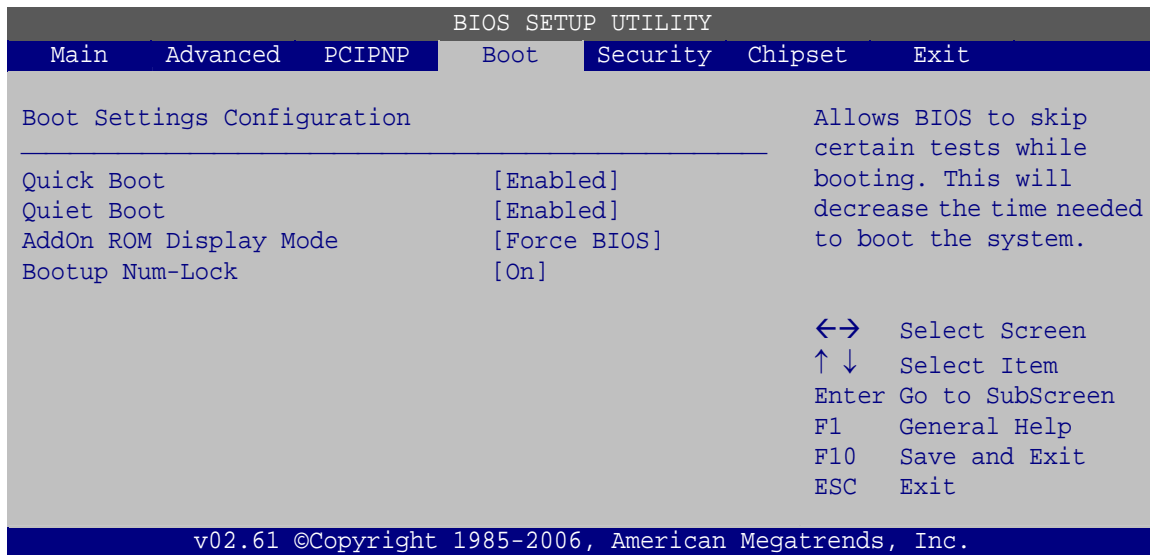 BIOS SETUP UTILITY
Main Advanced PCIPNP Boot Security Chipset Exit
Boot Settings Configuration
Quick Boot [Enabled]
Quiet Boot [Enabled]
AddOn ROM Display Mode [Force BIOS]
Bootup Num-Lock [On]
Allows BIOS to skip
certain tests while
booting. This will
decrease the time needed
to boot the system.
←→ Select Screen
↑ ↓ Select Item
Enter Go to SubScreen
F1 General Help
F10 Save and Exit
ESC Exit
v02.61 ©Copyright 1985-2006, American Megatrends, Inc.